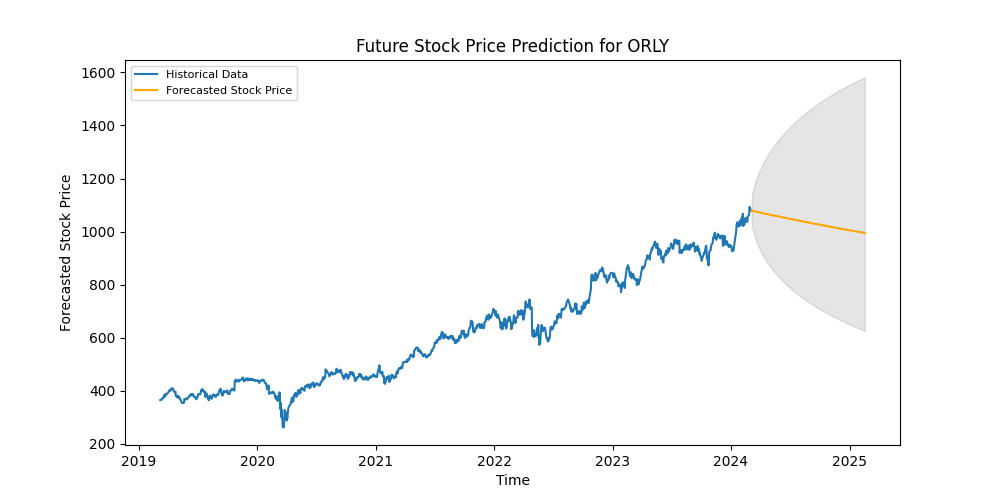 Future Stock Price Prediction for ORLY
Historical Data
Forecasted Stock Price
1600
1400
1200
1000
800
600
400
200
Forecasted Stock Price
2019 2020 2021 2022 2023 2024 2025
Time